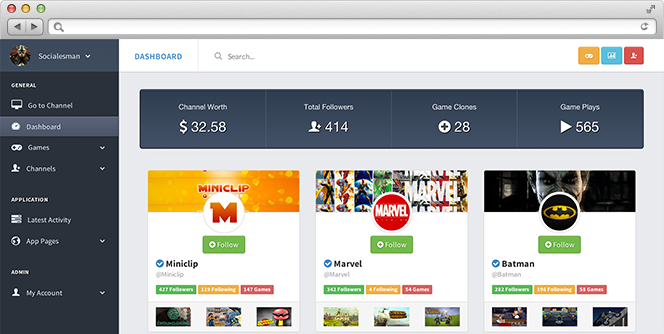 Socialesman
DASHBOARD
Search...
GENERAL
Go to Channel
Dashboard
Games
Channels
APPLICATION
Latest Activity
App Pages
ADMIN
My Account
Channel Worth
$ 32.58
Total Followers
414
Game Clones
28
Game Plays
565
MINICLIP
M
Follow
Miniclip
@Miniclip
427 Followers 119 Following 147 Games
MARVEL
MARVEL
Follow
Marvel
@Marvel
342 Followers 4 Following 54 Games
Follow
Batman
@Batman
282 Followers 196 Following 58 Games